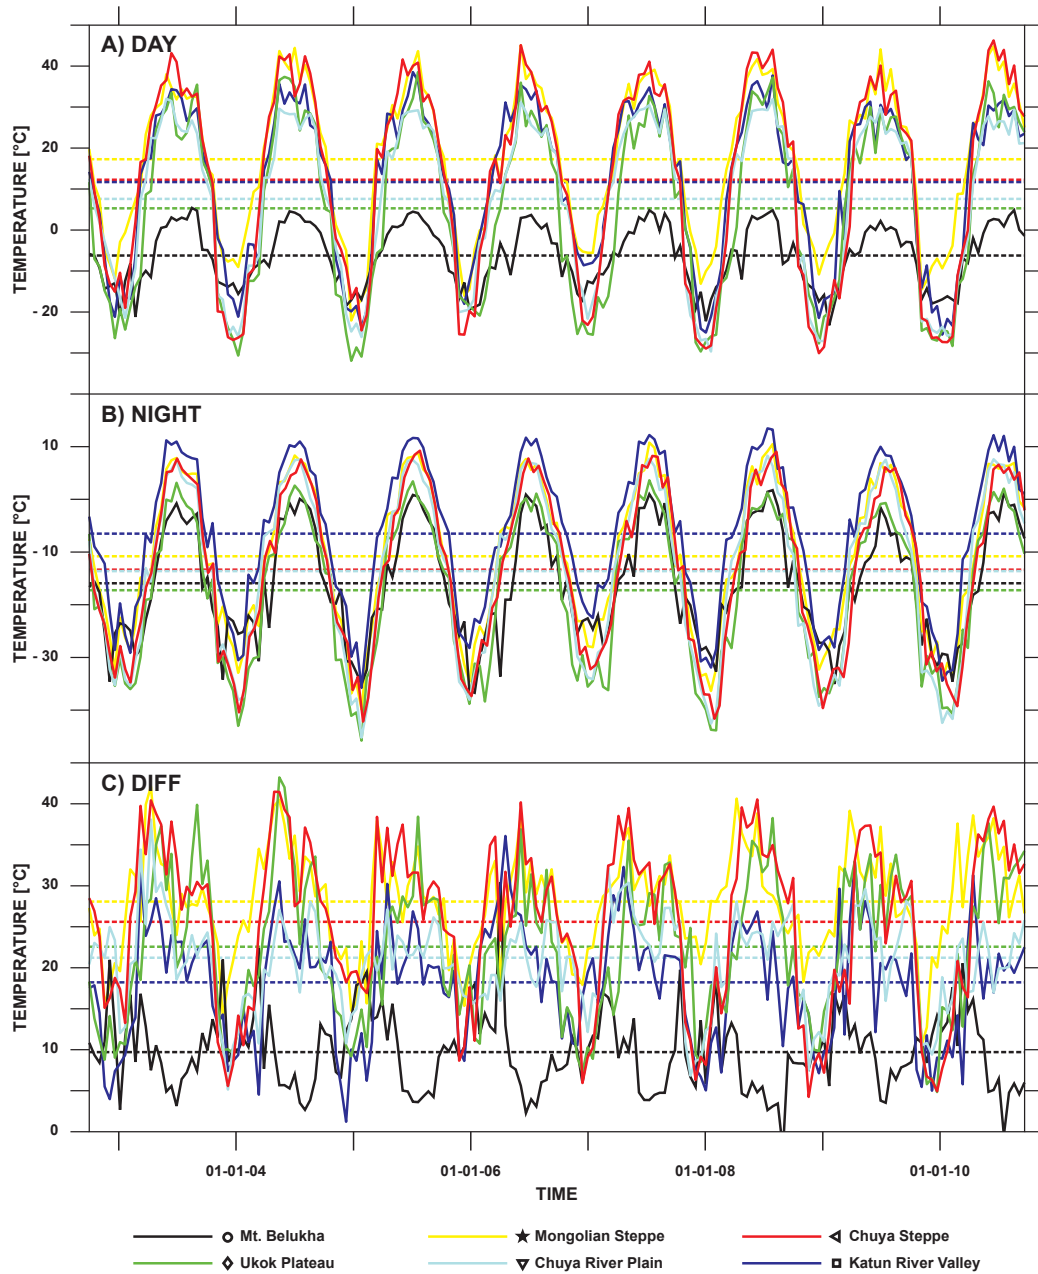 A) DAY
40
20
0
- 20
TEMPERATURE [°C]
B) NIGHT
10
- 10
- 30
TEMPERATURE [°C]
C) DIFF
40
30
20
10
0
TEMPERATURE [°C]
01-01-04 01-01-06 01-01-08 01-01-10
TIME
Mt. Belukha Mongolian Steppe Chuya Steppe
Ukok Plateau Chuya River Plain Katun River Valley